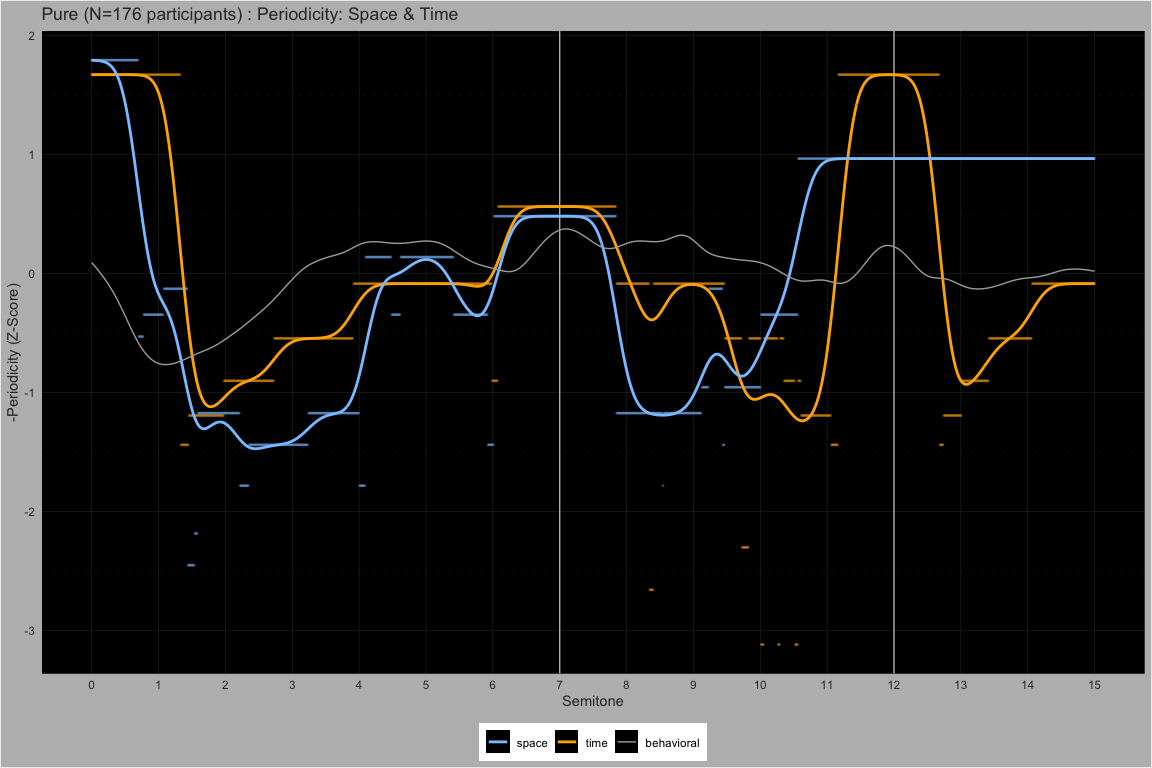 Pure (N=176 participants) : Periodicity: Space & Time
-Periodicity (Z-Score)
2
1
0
-1
-2
-3
0 1 2 3 4 5 6 7 8 9 10 11 12 13 14 15
Semitone
space time behavioral